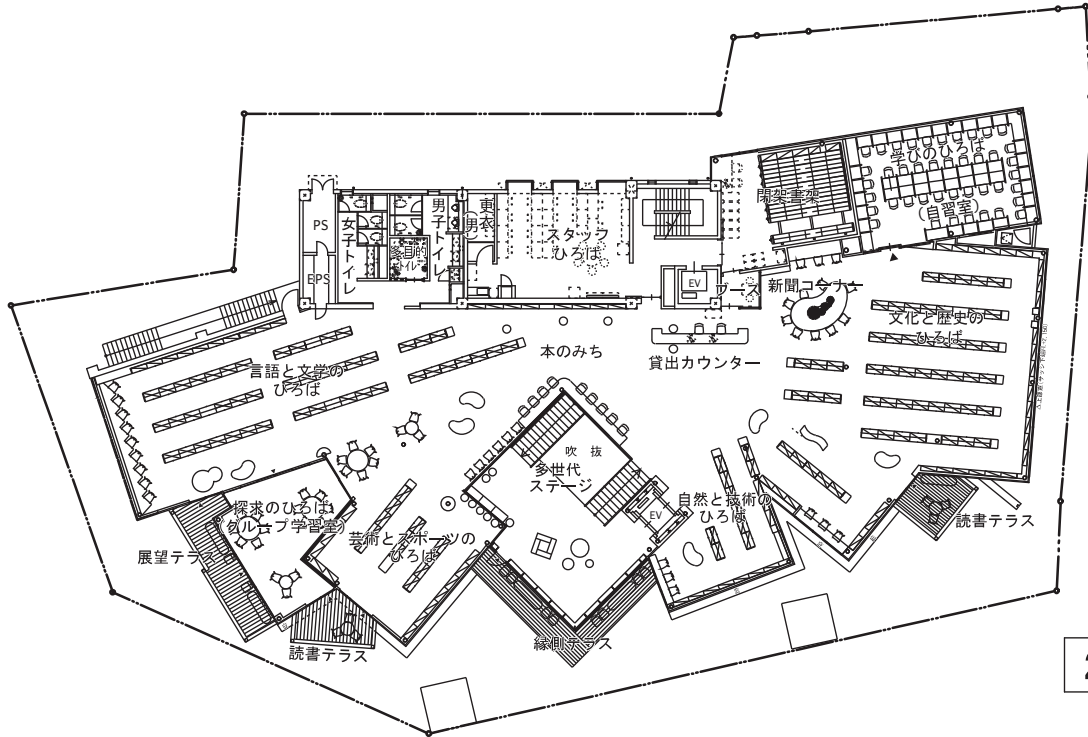 学びのひろば
(自習室)
閉架書架
男子トイレ
女子トイレ
多目的
トイレ
更衣
(男)
スタッフ
ひろば
PS
EPS
EV
ブース
新聞コーナー
文化と歴史の
ひろば
本のみち
貸出カウンター
言語と文学の
ひろば
吹 抜
多世代
ステージ
EV
自然と技術の
ひろば
探求のひろば
(グループ学習室)
芸術とスポーツの
ひろば
読書テラス
展望テラス
読書テラス
縁側テラス
2